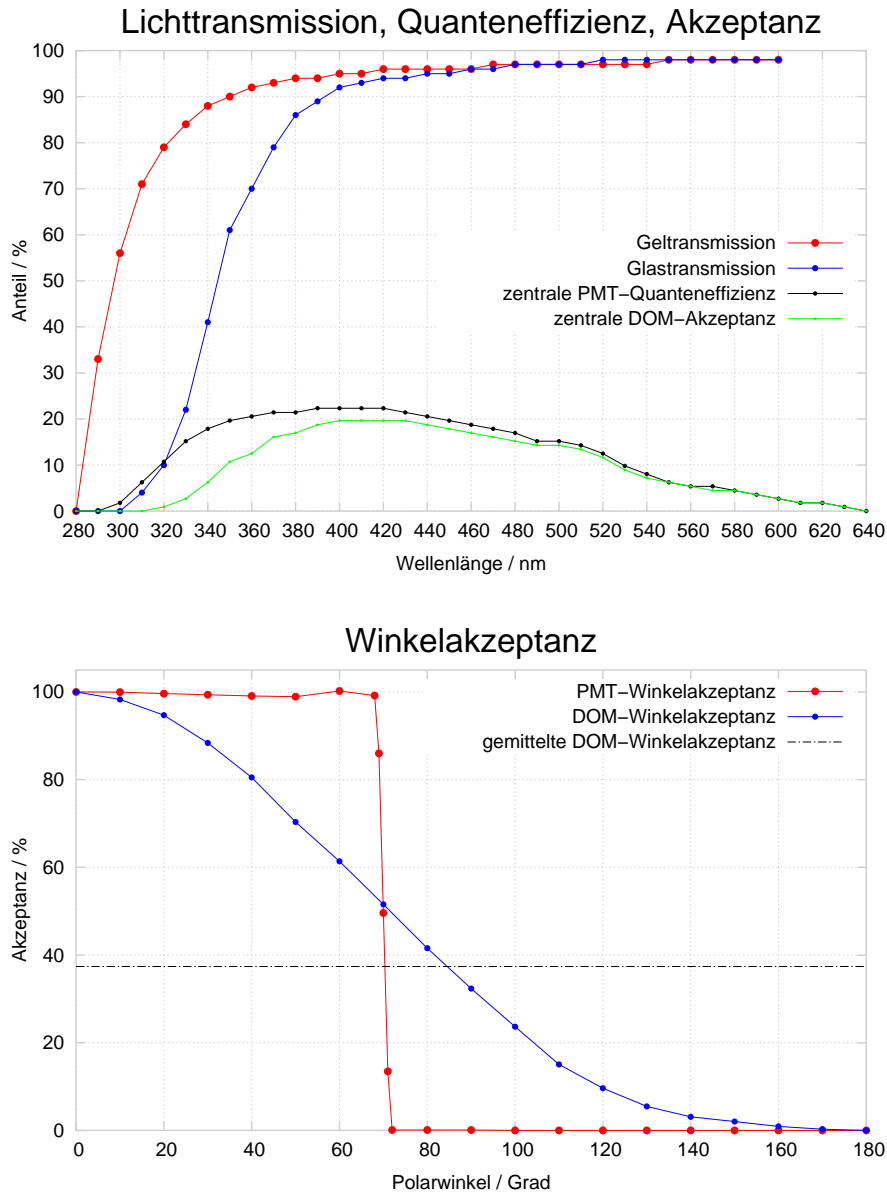 Lichttransmission, Quanteneffizienz, Akzeptanz
100
90
80
70
60
50
40
30
20
10
0
Anteil / %
Geltransmission
Glastransmission
zentrale PMT−Quanteneffizienz
zentrale DOM−Akzeptanz
280 300 320 340 360 380 400 420 440 460 480 500 520 540 560 580 600 620 640
Wellenlänge / nm
Winkelakzeptanz
100
80
60
40
20
0
Akzeptanz / %
PMT−Winkelakzeptanz
DOM−Winkelakzeptanz
gemittelte DOM−Winkelakzeptanz
0 20 40 60 80 100 120 140 160 180
Polarwinkel / Grad